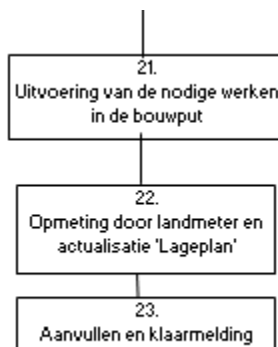 21.
Uitvoering van de nodige werken
in de bouwput
22.
Opmeting door landmeter en
actualisatie 'Lageplan'
23.
Aanvullen en klaarmelding